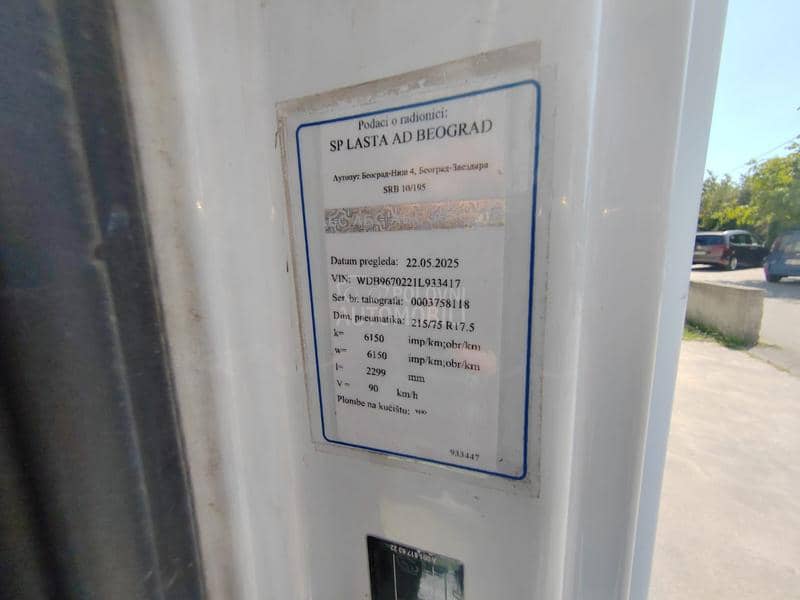 Podaci o radionici:
SP LASTA AD BEOGRAD
Аутопут Београд-Ниш 4, Београд-Звездара
SRB 10/195
Datum pregleda: 22.05.2025
VIN: WDB9670221L933417
Ser. br. tahografa: 0003758118
POLOVNI
AUTOMOBILI
Dim. pneumatika: 215/75 R17.5
k= 6150 imp/km;obr/km
w= 6150 imp/km;obr/km
l= 2299 mm
V = 90 km/h
Plombe na kućištu:
933447